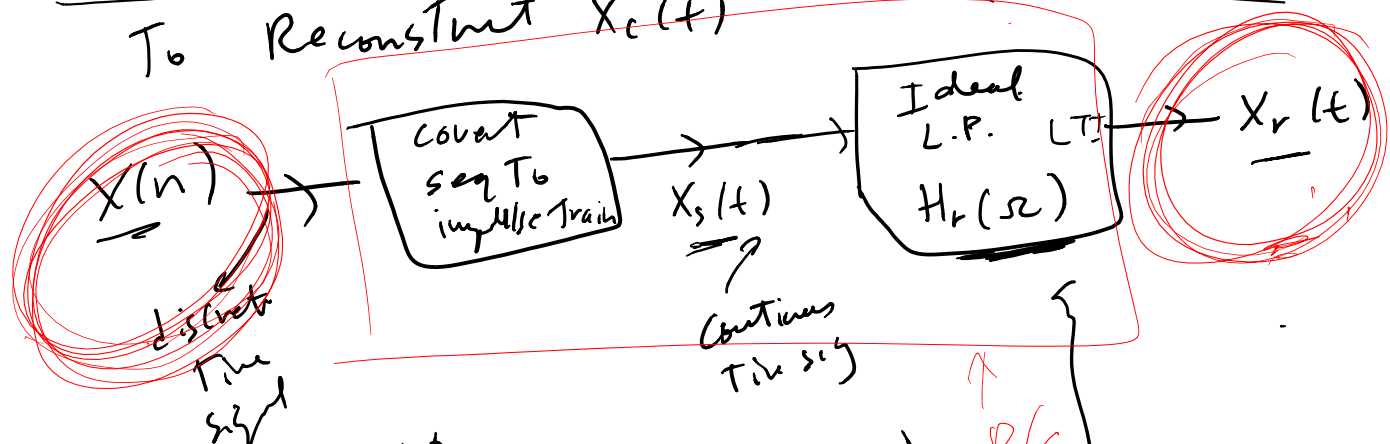 To Reconstruct Xc(t)
X(n)
covert
seq To
impulse Train
Xs(t)
Ideal
L.P. LTI
Hr(Ω)
Xr(t)
discrete
Time
signal
Continuous
Time sig
D/C